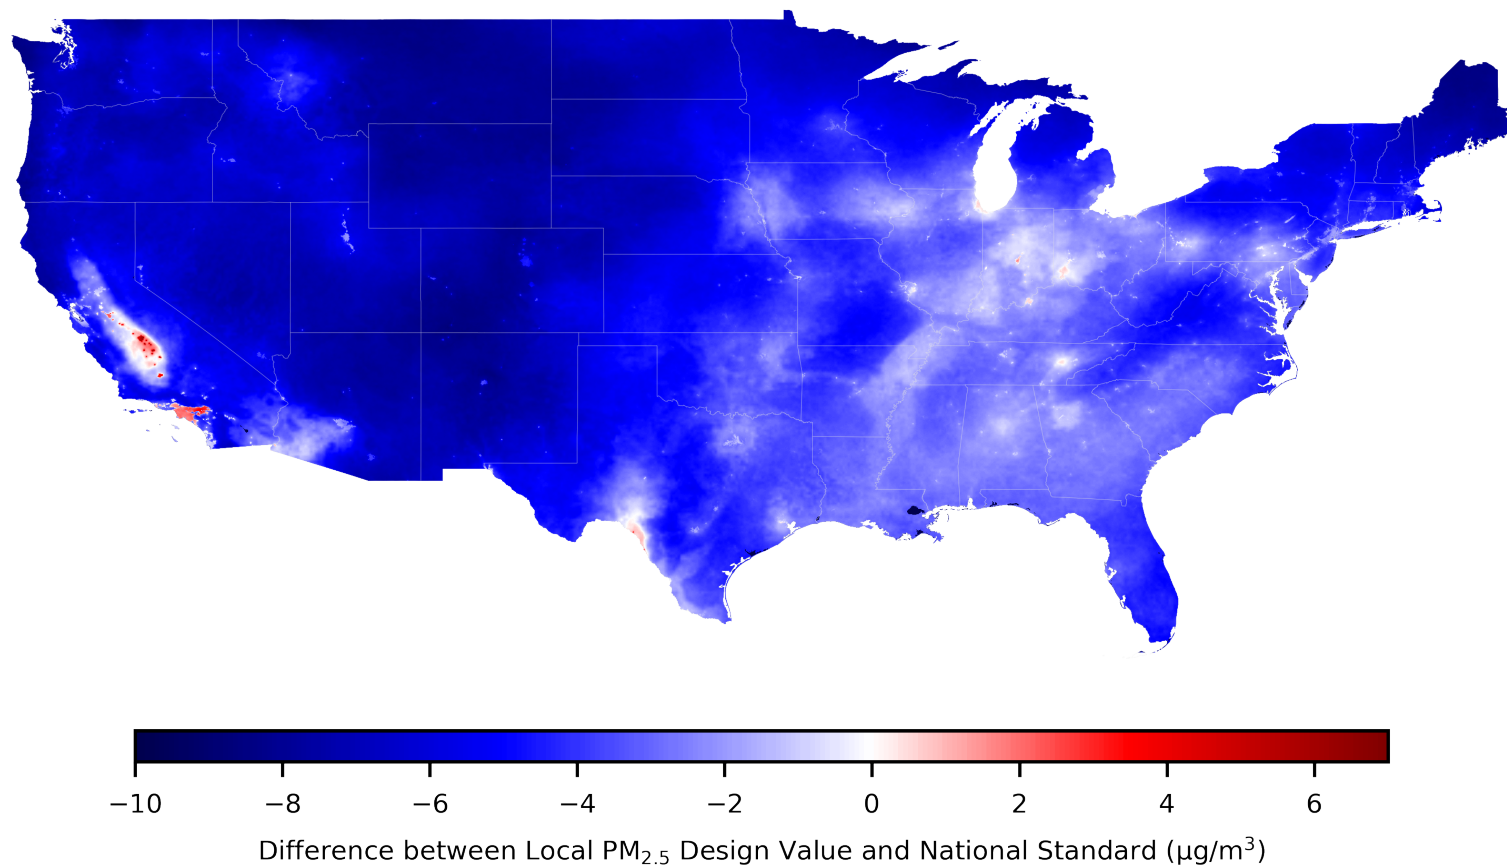 −10 −8 −6 −4 −2 0 2 4 6
Difference between Local PM₂.₅ Design Value and National Standard (μg/m³)